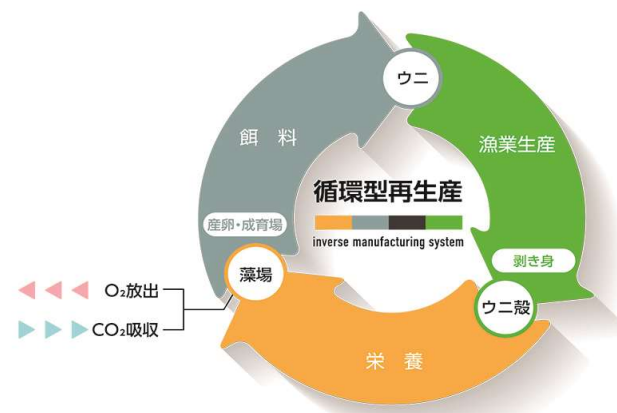 ウニ
餌 料
漁業生産
循環型再生産
inverse manufacturing system
産卵・成育場
剥き身
藻場
O₂放出
CO₂吸収
ウニ殻
栄 養